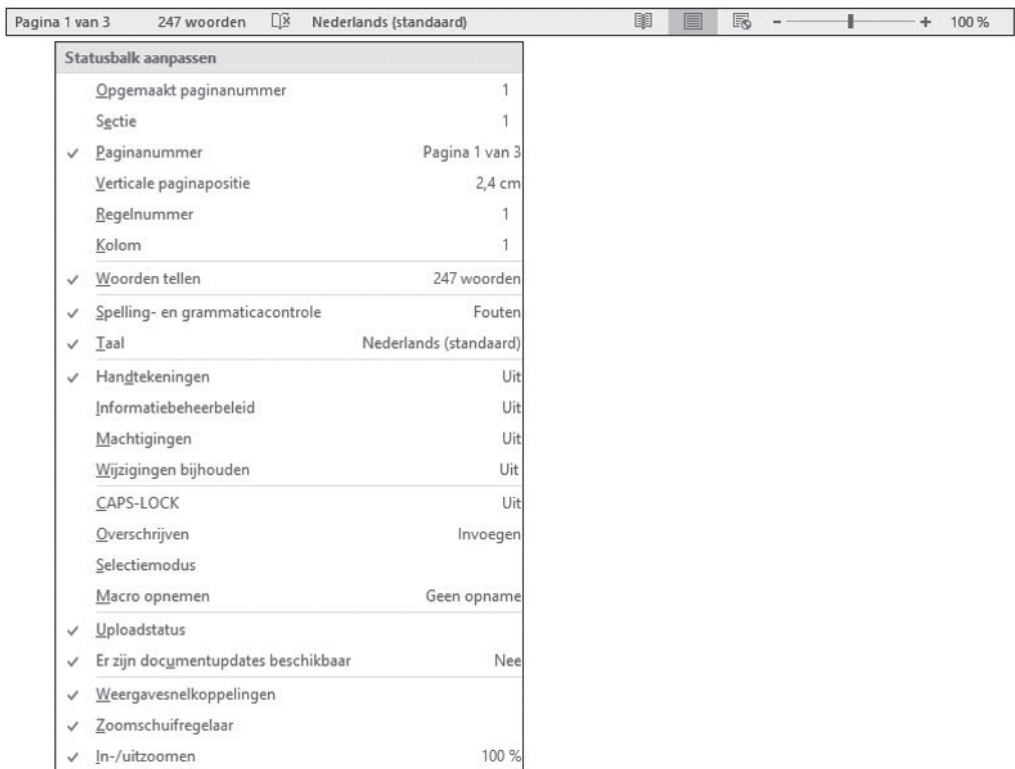 Pagina 1 van 3 247 woorden Nederlands (standaard) - + 100 %
Statusbalk aanpassen
Opgemaakt paginanummer 1
Sectie 1
✓ Paginanummer Pagina 1 van 3
Verticale paginapositie 2,4 cm
Regelnummer 1
Kolom 1
✓ Woorden tellen 247 woorden
✓ Spelling- en grammaticacontrole Fouten
✓ Taal Nederlands (standaard)
✓ Handtekeningen Uit
Informatiebeheerbeleid Uit
Machtigingen Uit
Wijzigingen bijhouden Uit
CAPS-LOCK Uit
Overschrijven Invoegen
Selectiemodus
Macro opnemen Geen opname
✓ Uploadstatus
✓ Er zijn documentupdates beschikbaar Nee
✓ Weergavesnelkoppelingen
✓ Zoomschuifregelaar
✓ In-/uitzoomen 100 %